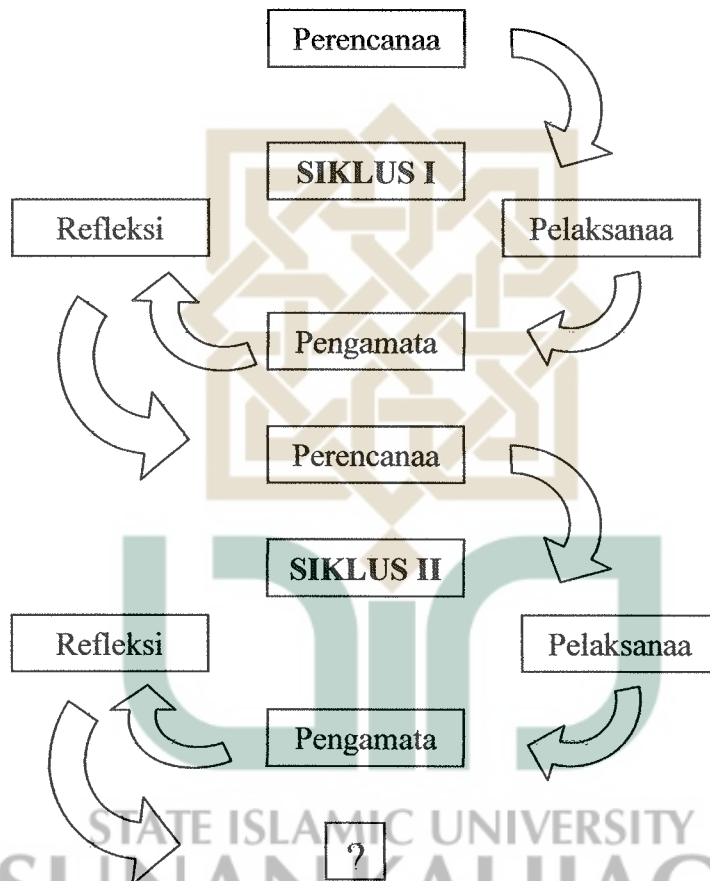 Perencanaa
SIKLUS I
Refleksi
Pelaksanaa
Pengamata
Perencanaa
SIKLUS II
Refleksi
Pelaksanaa
Pengamata
STATE ISLAMIC UNIVERSITY
?